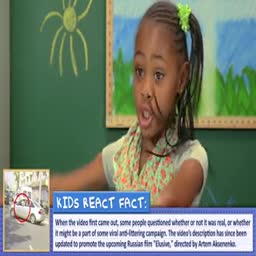 KIDS REACT FACT:
When the video first came out, some people questioned whether or not it was real, or whether
it might be a part of some viral anti-littering campaign. The video's description has since been
updated to promote the upcoming Russian film "Elusive," directed by Artem Aksenenko.